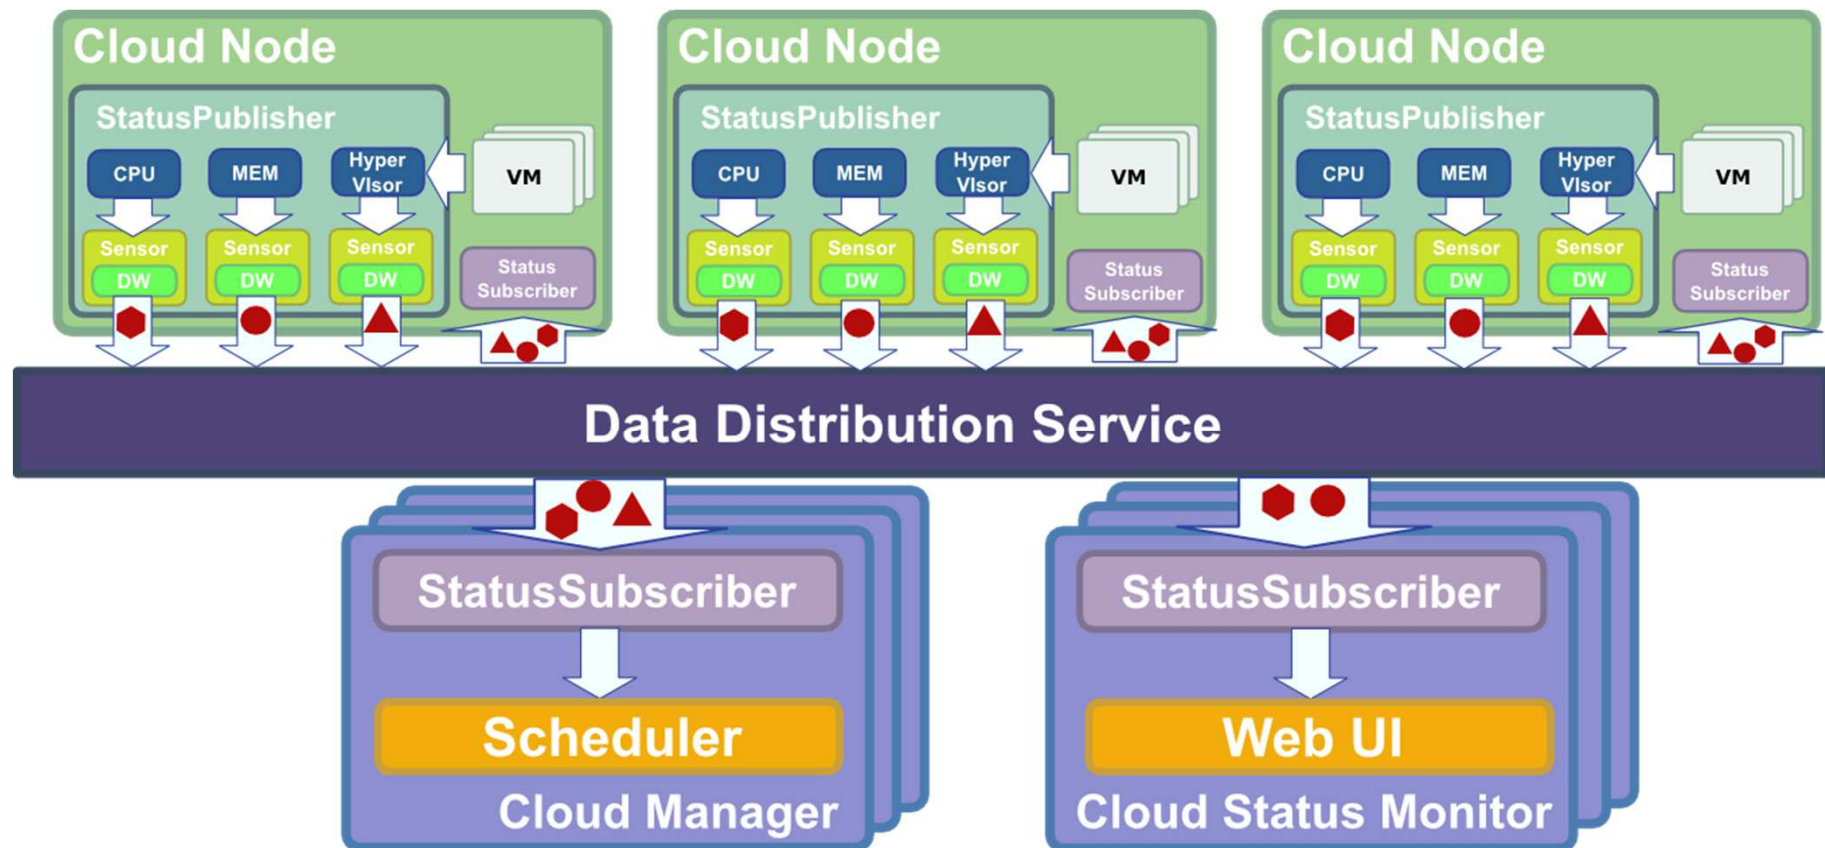 Cloud Node
StatusPublisher
CPU
MEM
Hyper
VIsor
VM
Sensor
DW
Sensor
DW
Sensor
DW
Status
Subscriber
Cloud Node
StatusPublisher
CPU
MEM
Hyper
VIsor
VM
Sensor
DW
Sensor
DW
Sensor
DW
Status
Subscriber
Cloud Node
StatusPublisher
CPU
MEM
Hyper
VIsor
VM
Sensor
DW
Sensor
DW
Sensor
DW
Status
Subscriber
Data Distribution Service
StatusSubscriber
Scheduler
Cloud Manager
StatusSubscriber
Web UI
Cloud Status Monitor